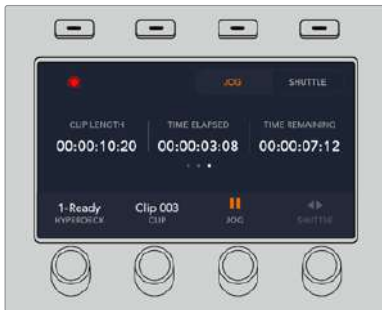 JOG SHUTTLE
CLIP LENGTH TIME ELAPSED TIME REMAINING
00:00:10:20 00:00:03:08 00:00:07:12
1-Ready Clip 003
HYPERDECK CLIP JOG SHUTTLE